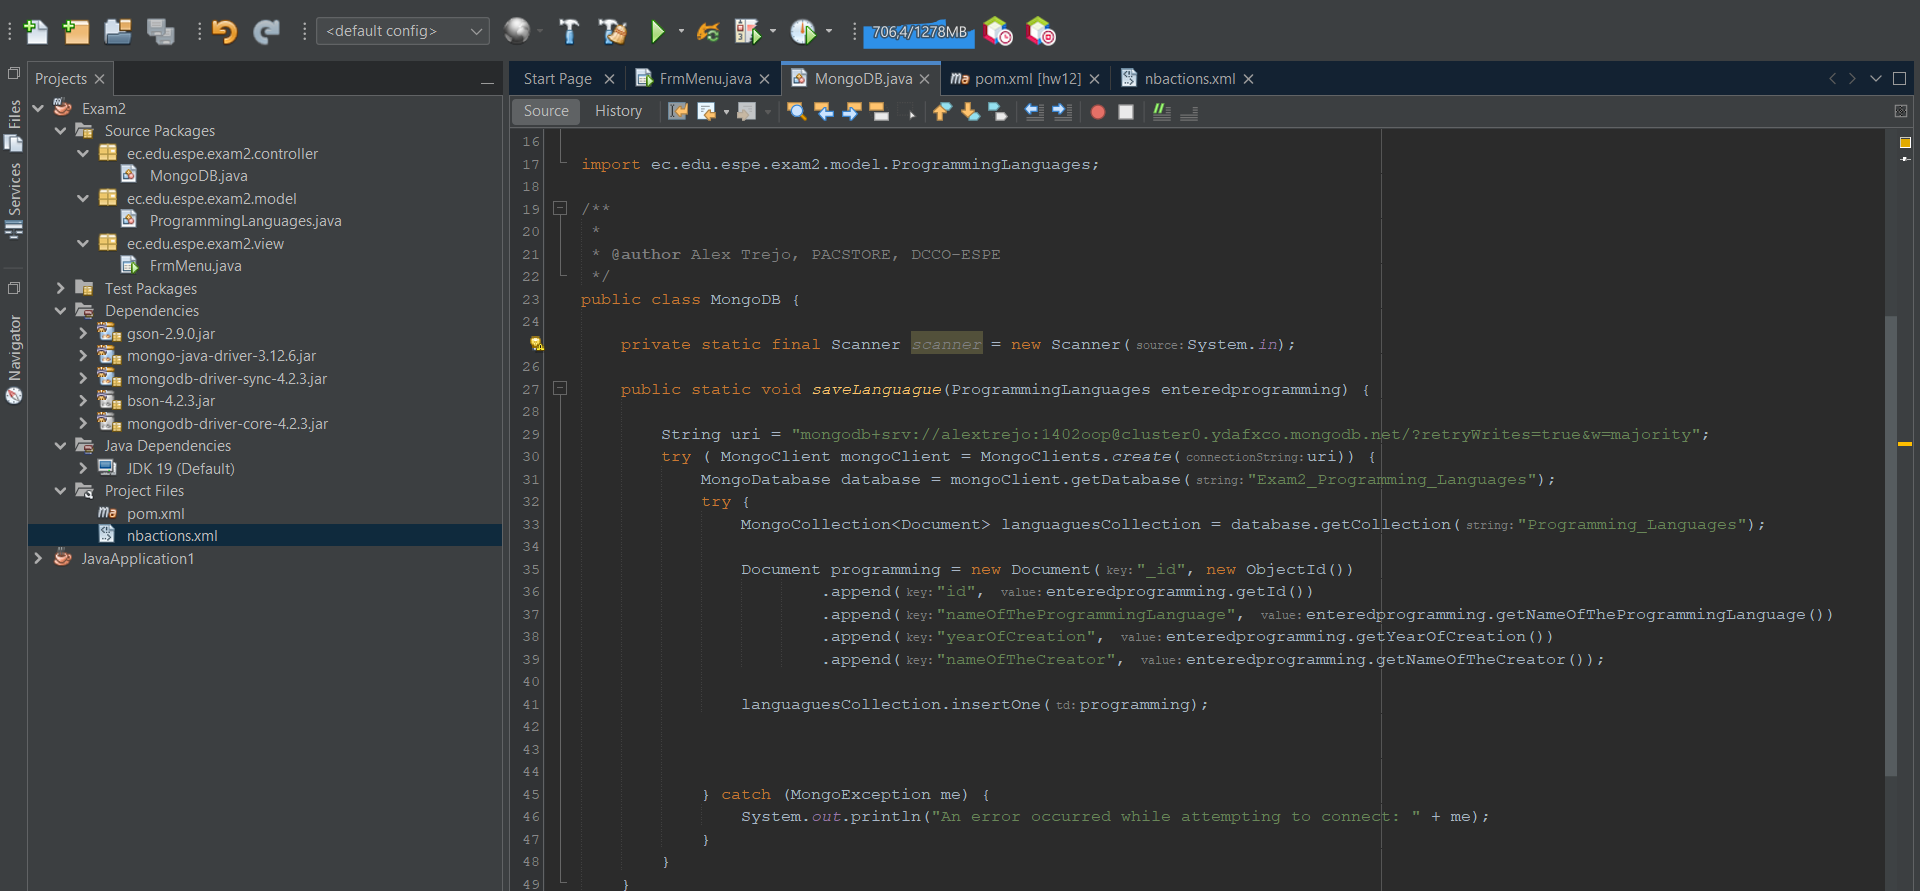 <default config>
706,4/1278MB
Files
Services
Navigator
Projects
Exam2
Source Packages
ec.edu.espe.exam2.controller
MongoDB.java
ec.edu.espe.exam2.model
ProgrammingLanguages.java
ec.edu.espe.exam2.view
FrmMenu.java
Test Packages
Dependencies
gson-2.9.0.jar
mongo-java-driver-3.12.6.jar
mongodb-driver-sync-4.2.3.jar
bson-4.2.3.jar
mongodb-driver-core-4.2.3.jar
Java Dependencies
JDK 19 (Default)
Project Files
pom.xml
nbactions.xml
JavaApplication1
Start Page FrmMenu.java MongoDB.java pom.xml [hw12] nbactions.xml
Source History
16
17 import ec.edu.espe.exam2.model.ProgrammingLanguages;
18
19 /**
20 *
21 * @author Alex Trejo, PACSTORE, DCCO-ESPE
22 */
23 public class MongoDB {
24
private static final Scanner scanner = new Scanner( source:System.in);
26
27 public static void saveLanguague(ProgrammingLanguages enteredprogramming) {
28
29 String uri = "mongodb+srv://alextrejo:1402oop@cluster0.ydafxco.mongodb.net/?retryWrites=true&w=majority";
30 try ( MongoClient mongoClient = MongoClients.create( connectionString:uri)) {
31 MongoDatabase database = mongoClient.getDatabase( string:"Exam2_Programming_Languages");
32 try {
33 MongoCollection<Document> languaguesCollection = database.getCollection( string:"Programming_Languages");
34
35 Document programming = new Document( key:"_id", new ObjectId())
36 .append( key:"id", value:enteredprogramming.getId())
37 .append( key:"nameOfTheProgrammingLanguage", value:enteredprogramming.getNameOfTheProgrammingLanguage())
38 .append( key:"yearOfCreation", value:enteredprogramming.getYearOfCreation())
39 .append( key:"nameOfTheCreator", value:enteredprogramming.getNameOfTheCreator());
40
41 languaguesCollection.insertOne( td:programming);
42
43
44
45 } catch (MongoException me) {
46 System.out.println("An error occurred while attempting to connect: " + me);
47 }
48 }
49 }